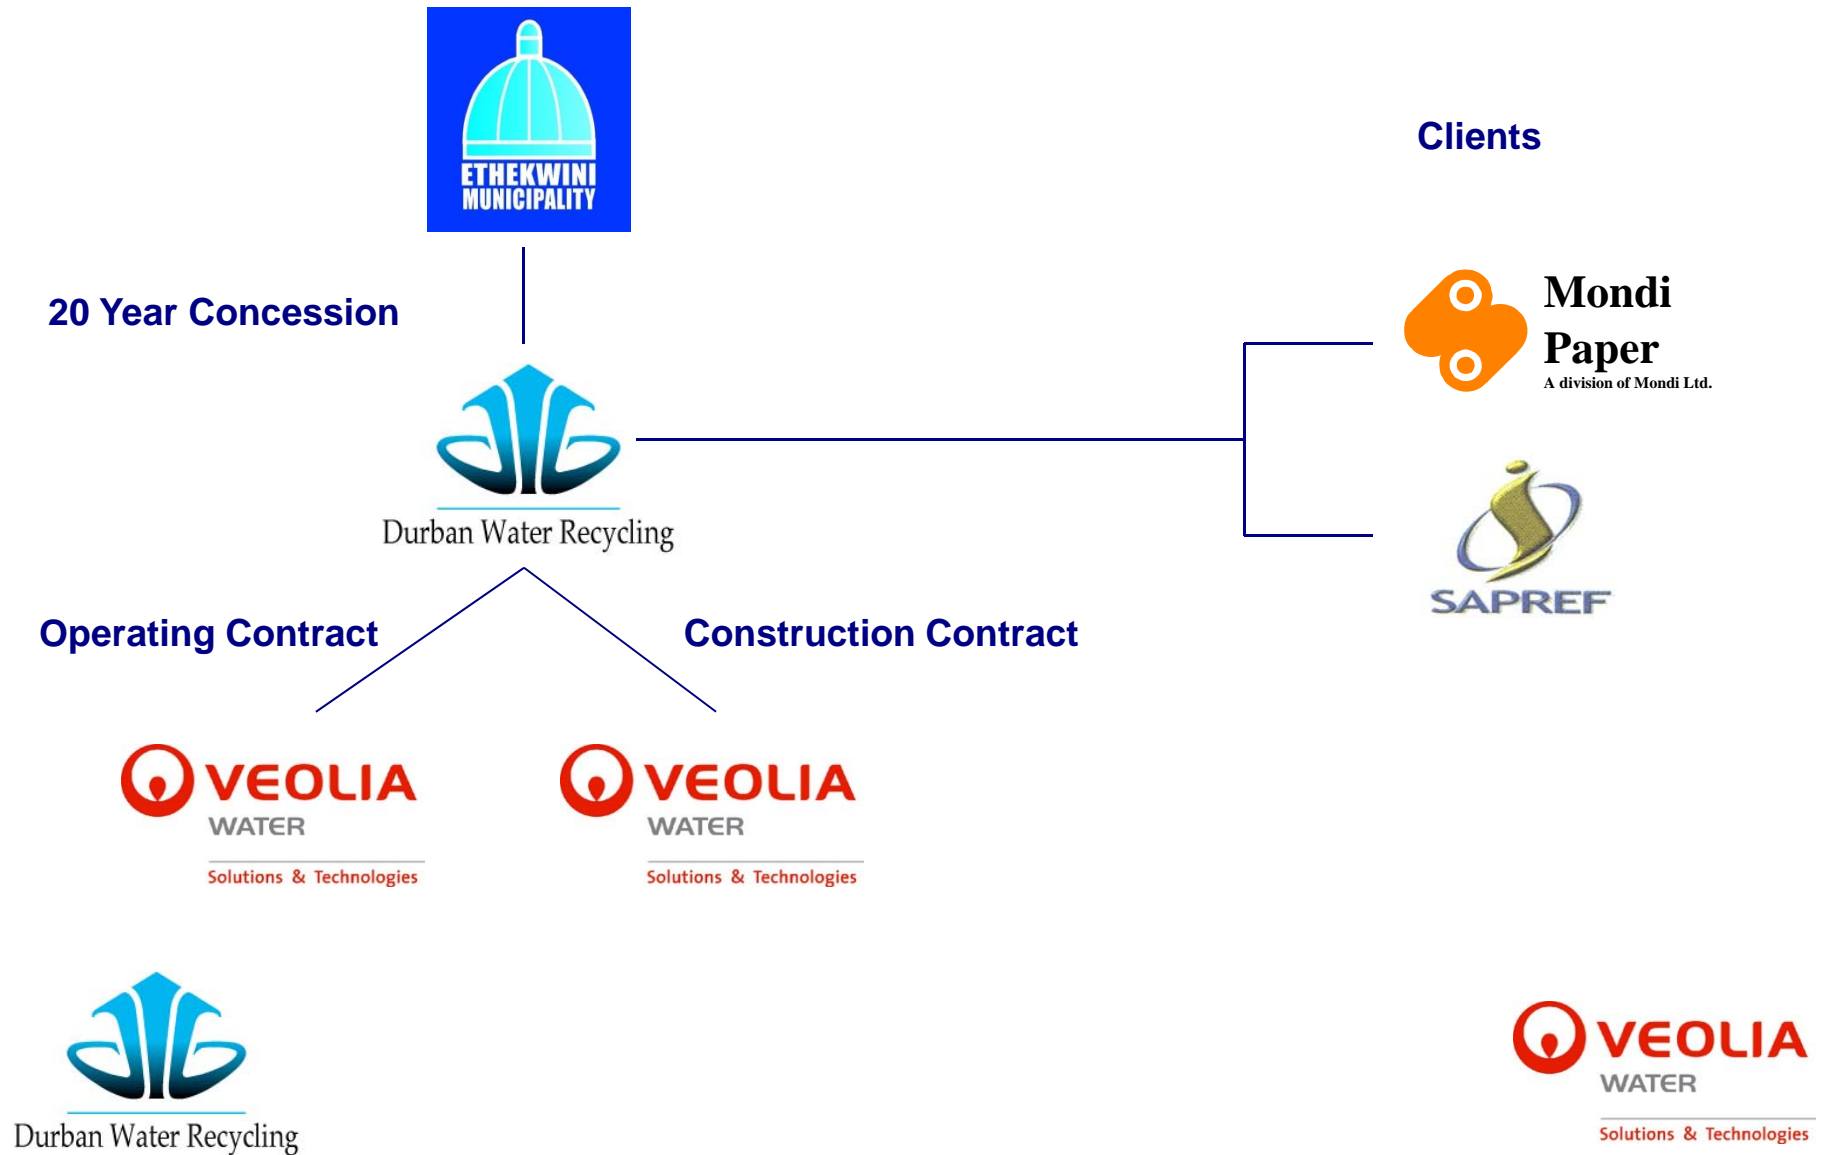 ETHEKWINI
MUNICIPALITY
Clients
20 Year Concession
Mondi
Paper
A division of Mondi Ltd.
Durban Water Recycling
SAPREF
Operating Contract
Construction Contract
VEOLIA
WATER
Solutions & Technologies
VEOLIA
WATER
Solutions & Technologies
Durban Water Recycling
VEOLIA
WATER
Solutions & Technologies